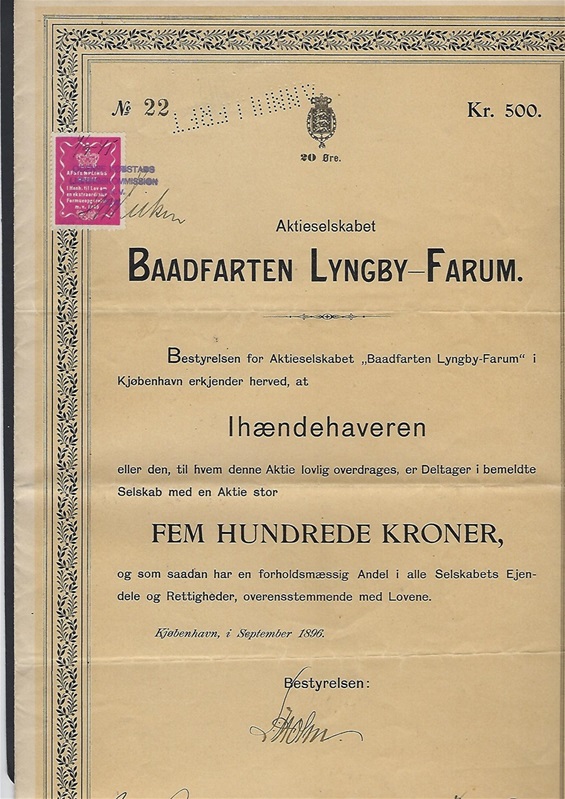 № 22
Kr. 500.
20 Øre.
Aktieselskabet
BAADFARTEN LYNGBY–FARUM.
Bestyrelsen for Aktieselskabet „Baadfarten Lyngby-Farum“ i
Kjøbenhavn erkjender herved, at
Ihændehaveren
eller den, til hvem denne Aktie lovlig overdrages, er Deltager i bemeldte
Selskab med en Aktie stor
FEM HUNDREDE KRONER,
og som saadan har en forholdsmæssig Andel i alle Selskabets Ejen-
dele og Rettigheder, overensstemmende med Lovene.
Kjøbenhavn, i September 1896.
Bestyrelsen: